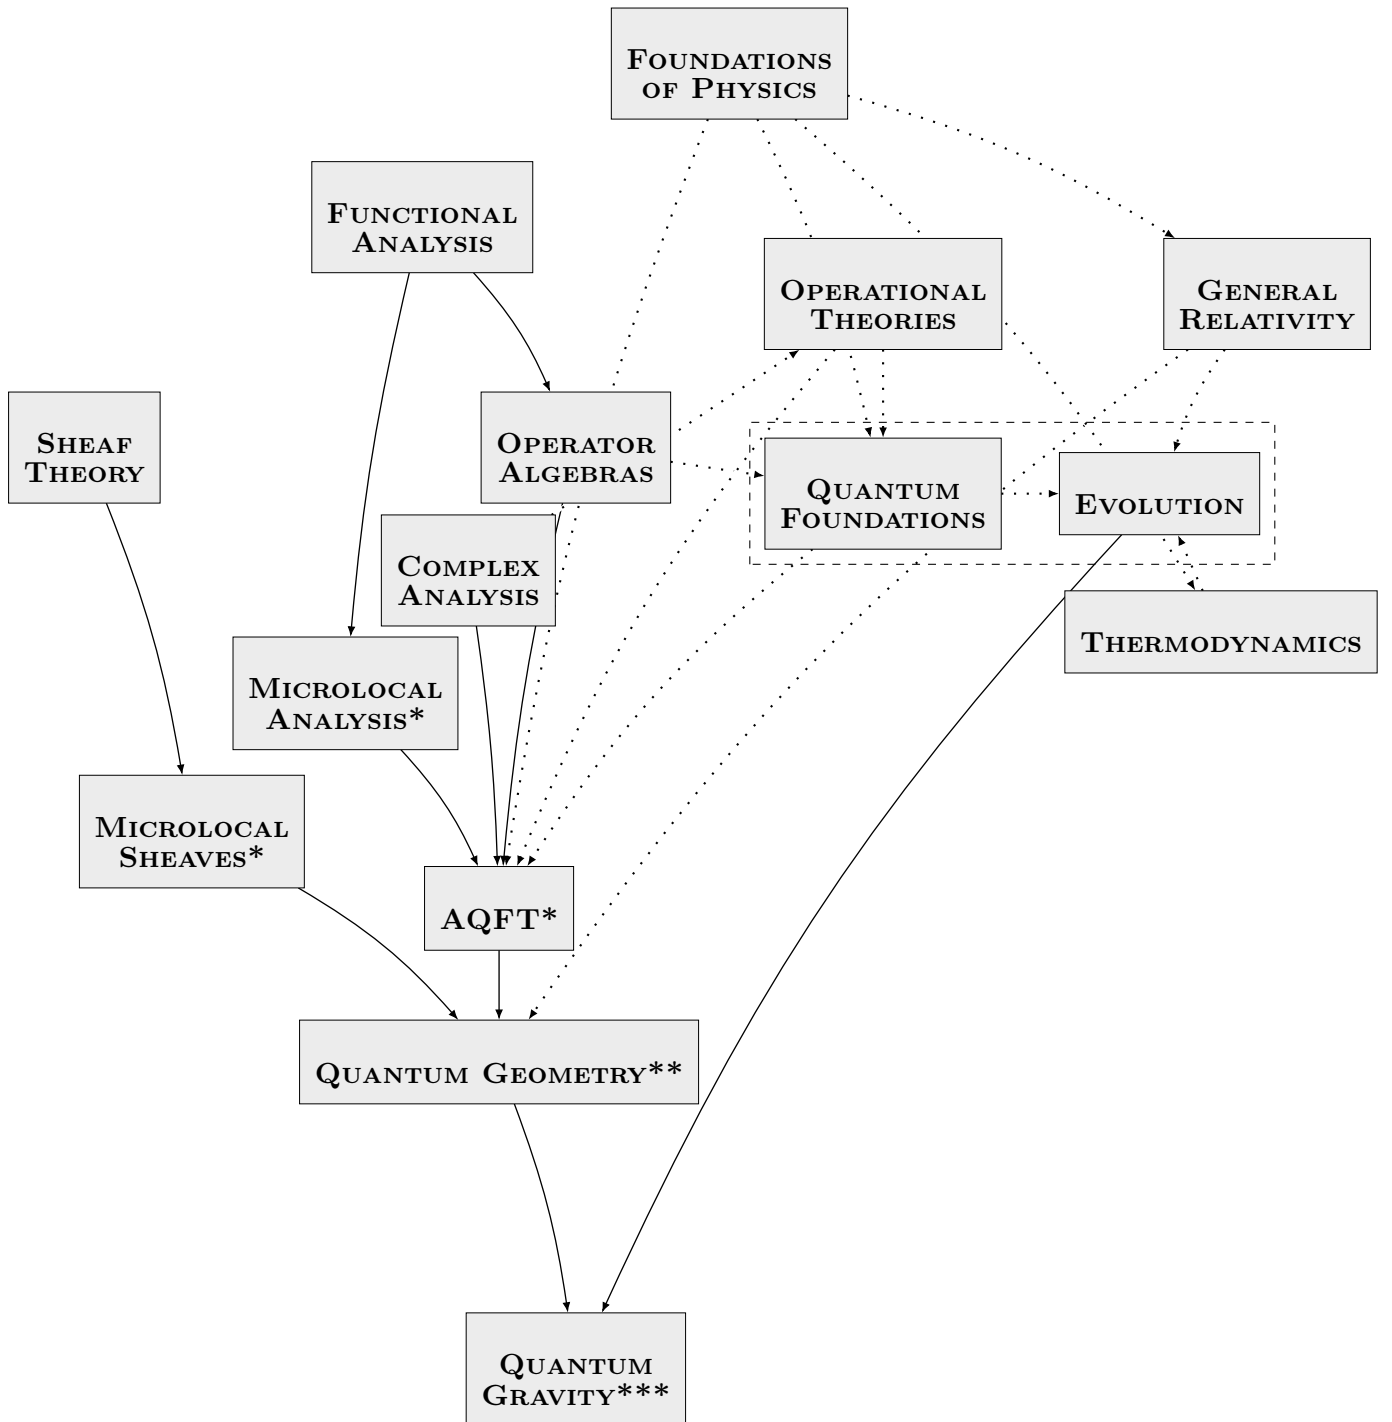 Foundations
of Physics
Functional
Analysis
Operational
Theories
General
Relativity
Sheaf
Theory
Operator
Algebras
Quantum
Foundations
Evolution
Complex
Analysis
Thermodynamics
Microlocal
Analysis*
Microlocal
Sheaves*
AQFT*
Quantum Geometry**
Quantum
Gravity***